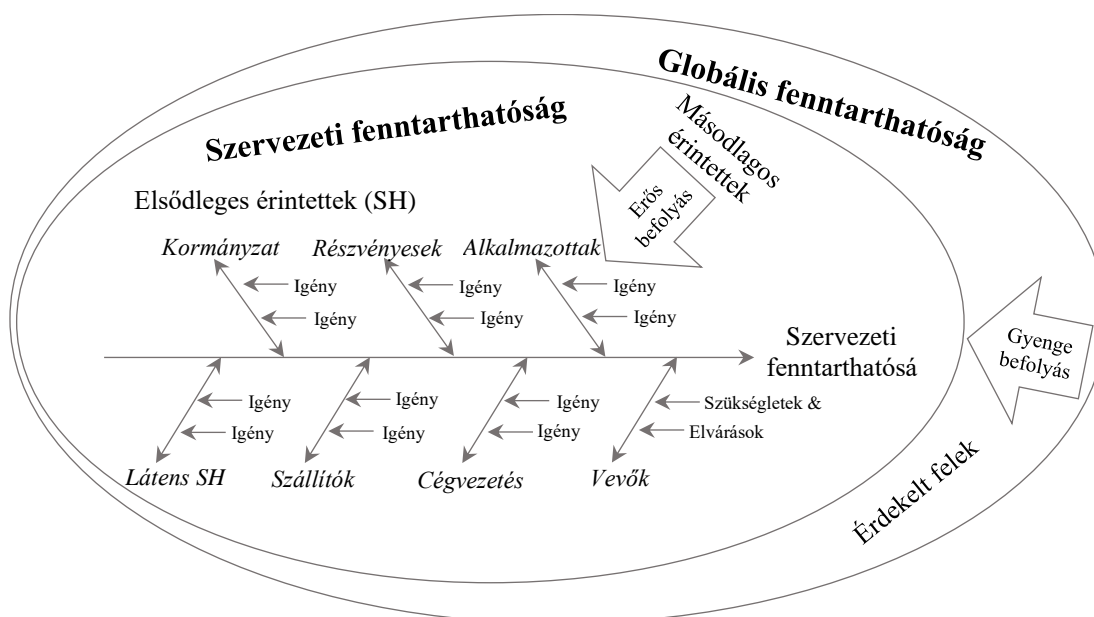 Globális fenntarthatóság
Szervezeti fenntarthatóság
Másodlagos
érintettek
Erős
befolyás
Elsődleges érintettek (SH)
Kormányzat
Részvényesek
Alkalmazottak
Igény
Igény
Igény
Igény
Igény
Igény
Szervezeti
fenntarthatósá
Gyenge
befolyás
Igény
Igény
Igény
Szükségletek &
Igény
Igény
Igény
Elvárások
Látens SH
Szállítók
Cégvezetés
Vevők
Érdekelt felek